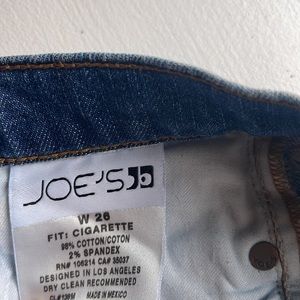 JOE'S
W 26
FIT: CIGARETTE
98% COTTON/COTON
2% SPANDEX
RN# 106214 CA# 35037
DESIGNED IN LOS ANGELES
DRY CLEAN RECOMMENDED
MADE IN MEXICO